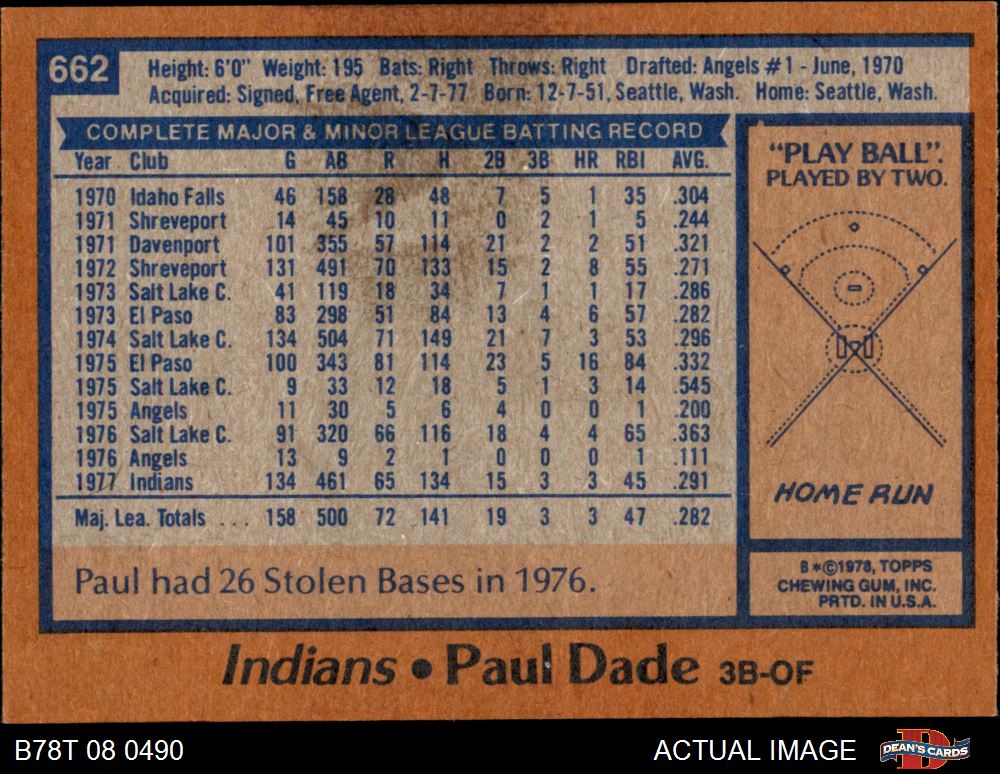 662
Height: 6'0" Weight: 195 Bats: Right Throws: Right Drafted: Angels #1 - June, 1970
Acquired: Signed, Free Agent, 2-7-77 Born: 12-7-51, Seattle, Wash. Home: Seattle, Wash.
COMPLETE MAJOR & MINOR LEAGUE BATTING RECORD
Year Club G AB R H 2B 3B HR RBI AVG.
1970 Idaho Falls 46 158 28 48 7 5 1 35 .304
1971 Shreveport 14 45 10 11 0 2 1 5 .244
1971 Davenport 101 355 57 114 21 2 2 51 .321
1972 Shreveport 131 491 70 133 15 2 8 55 .271
1973 Salt Lake C. 41 119 18 34 7 1 1 17 .286
1973 El Paso 83 298 51 84 13 4 6 57 .282
1974 Salt Lake C. 134 504 71 149 21 7 3 53 .296
1975 El Paso 100 343 81 114 23 5 16 84 .332
1975 Salt Lake C. 9 33 12 18 5 1 3 14 .545
1975 Angels 11 30 5 6 4 0 0 1 .200
1976 Salt Lake C. 91 320 66 116 18 4 4 65 .363
1976 Angels 13 9 2 1 0 0 0 1 .111
1977 Indians 134 461 65 134 15 3 3 45 .291
Maj. Lea. Totals ... 158 500 72 141 19 3 3 47 .282
Paul had 26 Stolen Bases in 1976.
"PLAY BALL".
PLAYED BY TWO.
HOME RUN
B*©1978, TOPPS
CHEWING GUM, INC.
PRTD. IN U.S.A.
Indians • Paul Dade 3B-OF
B78T 08 0490
ACTUAL IMAGE
DEAN'S CARDS